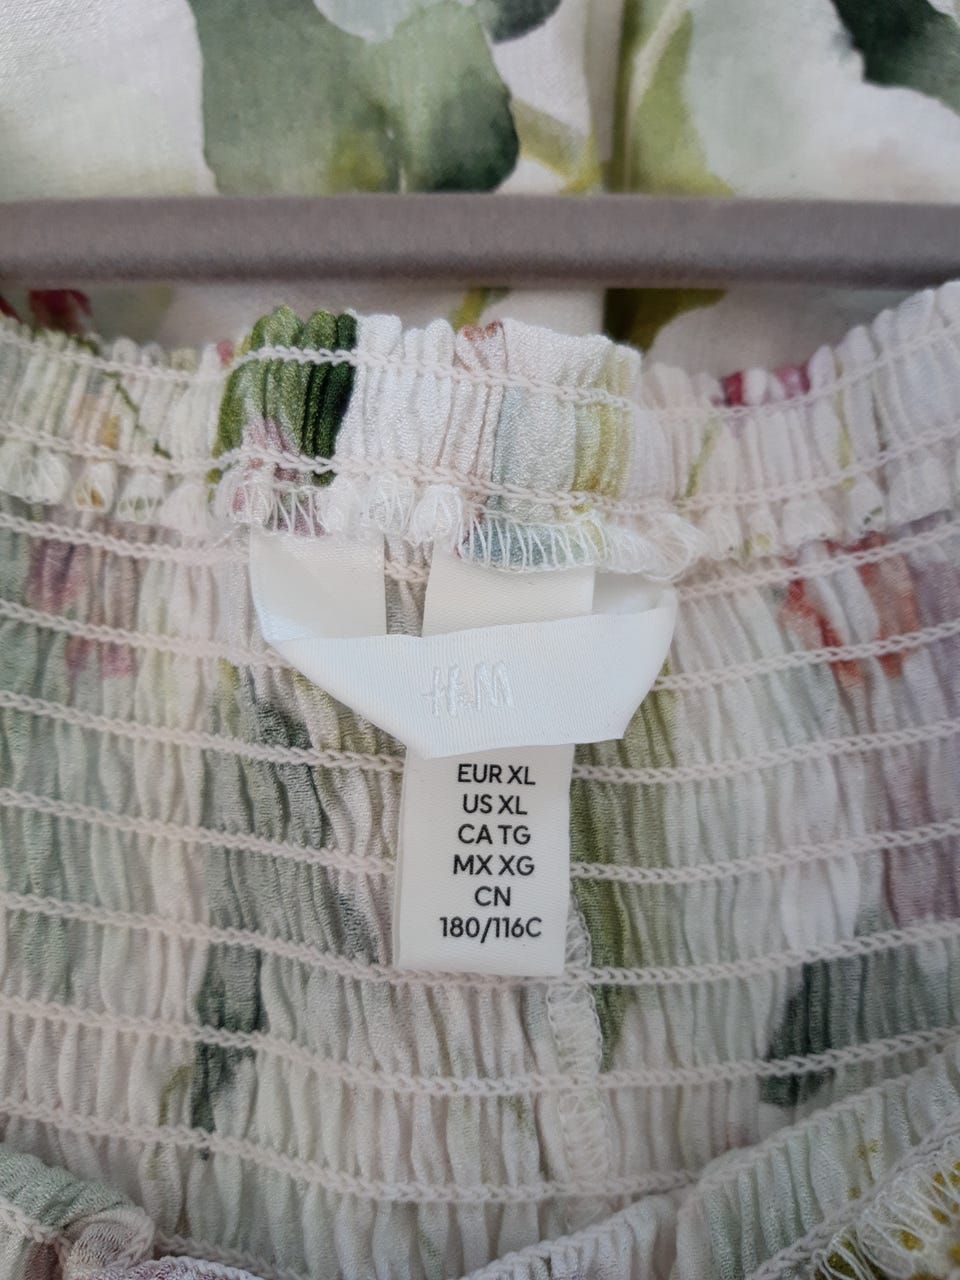 H&M
EUR XL
US XL
CA TG
MX XG
CN
180/116C